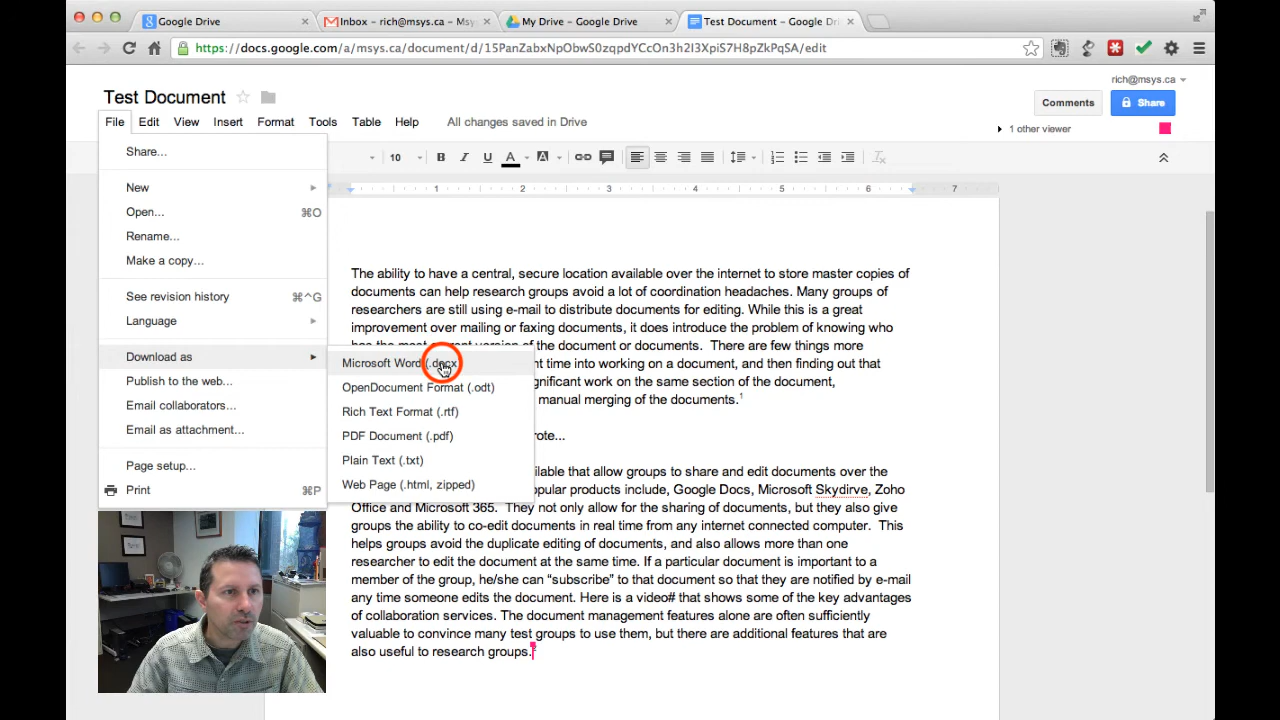 Google Drive
Inbox – rich@msys.ca – Msys
My Drive – Google Drive
Test Document – Google Dri
https://docs.google.com/a/msys.ca/document/d/15PanZabxNpObwS0zqpdYCcOn3h2I3XpiS7H8pZkPqSA/edit
rich@msys.ca
Test Document
Comments
Share
File Edit View Insert Format Tools Table Help All changes saved in Drive
1 other viewer
10 B I U A A
1 2 3 4 5 6 7
Share...
New
Open... ⌘O
Rename...
Make a copy...
See revision history ⌘^G
Language
Download as
Publish to the web...
Email collaborators...
Email as attachment...
Page setup...
Print ⌘P
Microsoft Word (.docx
OpenDocument Format (.odt)
Rich Text Format (.rtf)
PDF Document (.pdf)
Plain Text (.txt)
Web Page (.html, zipped)
The ability to have a central, secure location available over the internet to store master copies of
documents can help research groups avoid a lot of coordination headaches. Many groups of
researchers are still using e-mail to distribute documents for editing. While this is a great
improvement over mailing or faxing documents, it does introduce the problem of knowing who
has the most current version of the document or documents. There are few things more
ent time into working on a document, and then finding out that
gnificant work on the same section of the document,
manual merging of the documents.1
rote...
ilable that allow groups to share and edit documents over the
opular products include, Google Docs, Microsoft Skydirve, Zoho
Office and Microsoft 365. They not only allow for the sharing of documents, but they also give
groups the ability to co-edit documents in real time from any internet connected computer. This
helps groups avoid the duplicate editing of documents, and also allows more than one
researcher to edit the document at the same time. If a particular document is important to a
member of the group, he/she can “subscribe” to that document so that they are notified by e-mail
any time someone edits the document. Here is a video# that shows some of the key advantages
of collaboration services. The document management features alone are often sufficiently
valuable to convince many test groups to use them, but there are additional features that are
also useful to research groups.